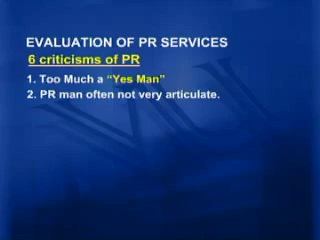 EVALUATION OF PR SERVICES
6 criticisms of PR
1. Too Much a “Yes Man”
2. PR man often not very articulate.